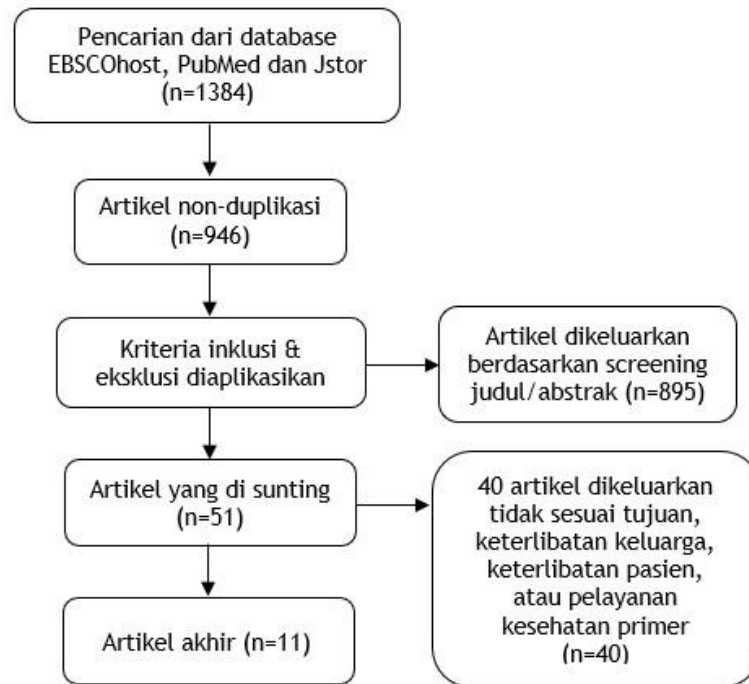 Pencarian dari database
EBSCOhost, PubMed dan Jstor
(n=1384)
Artikel non-duplikasi
(n=946)
Kriteria inklusi &
eksklusi diaplikasikan
Artikel dikeluarkan
berdasarkan screening
judul/abstrak (n=895)
Artikel yang di sunting
(n=51)
40 artikel dikeluarkan
tidak sesuai tujuan,
keterlibatan keluarga,
keterlibatan pasien,
atau pelayanan
kesehatan primer
(n=40)
Artikel akhir (n=11)